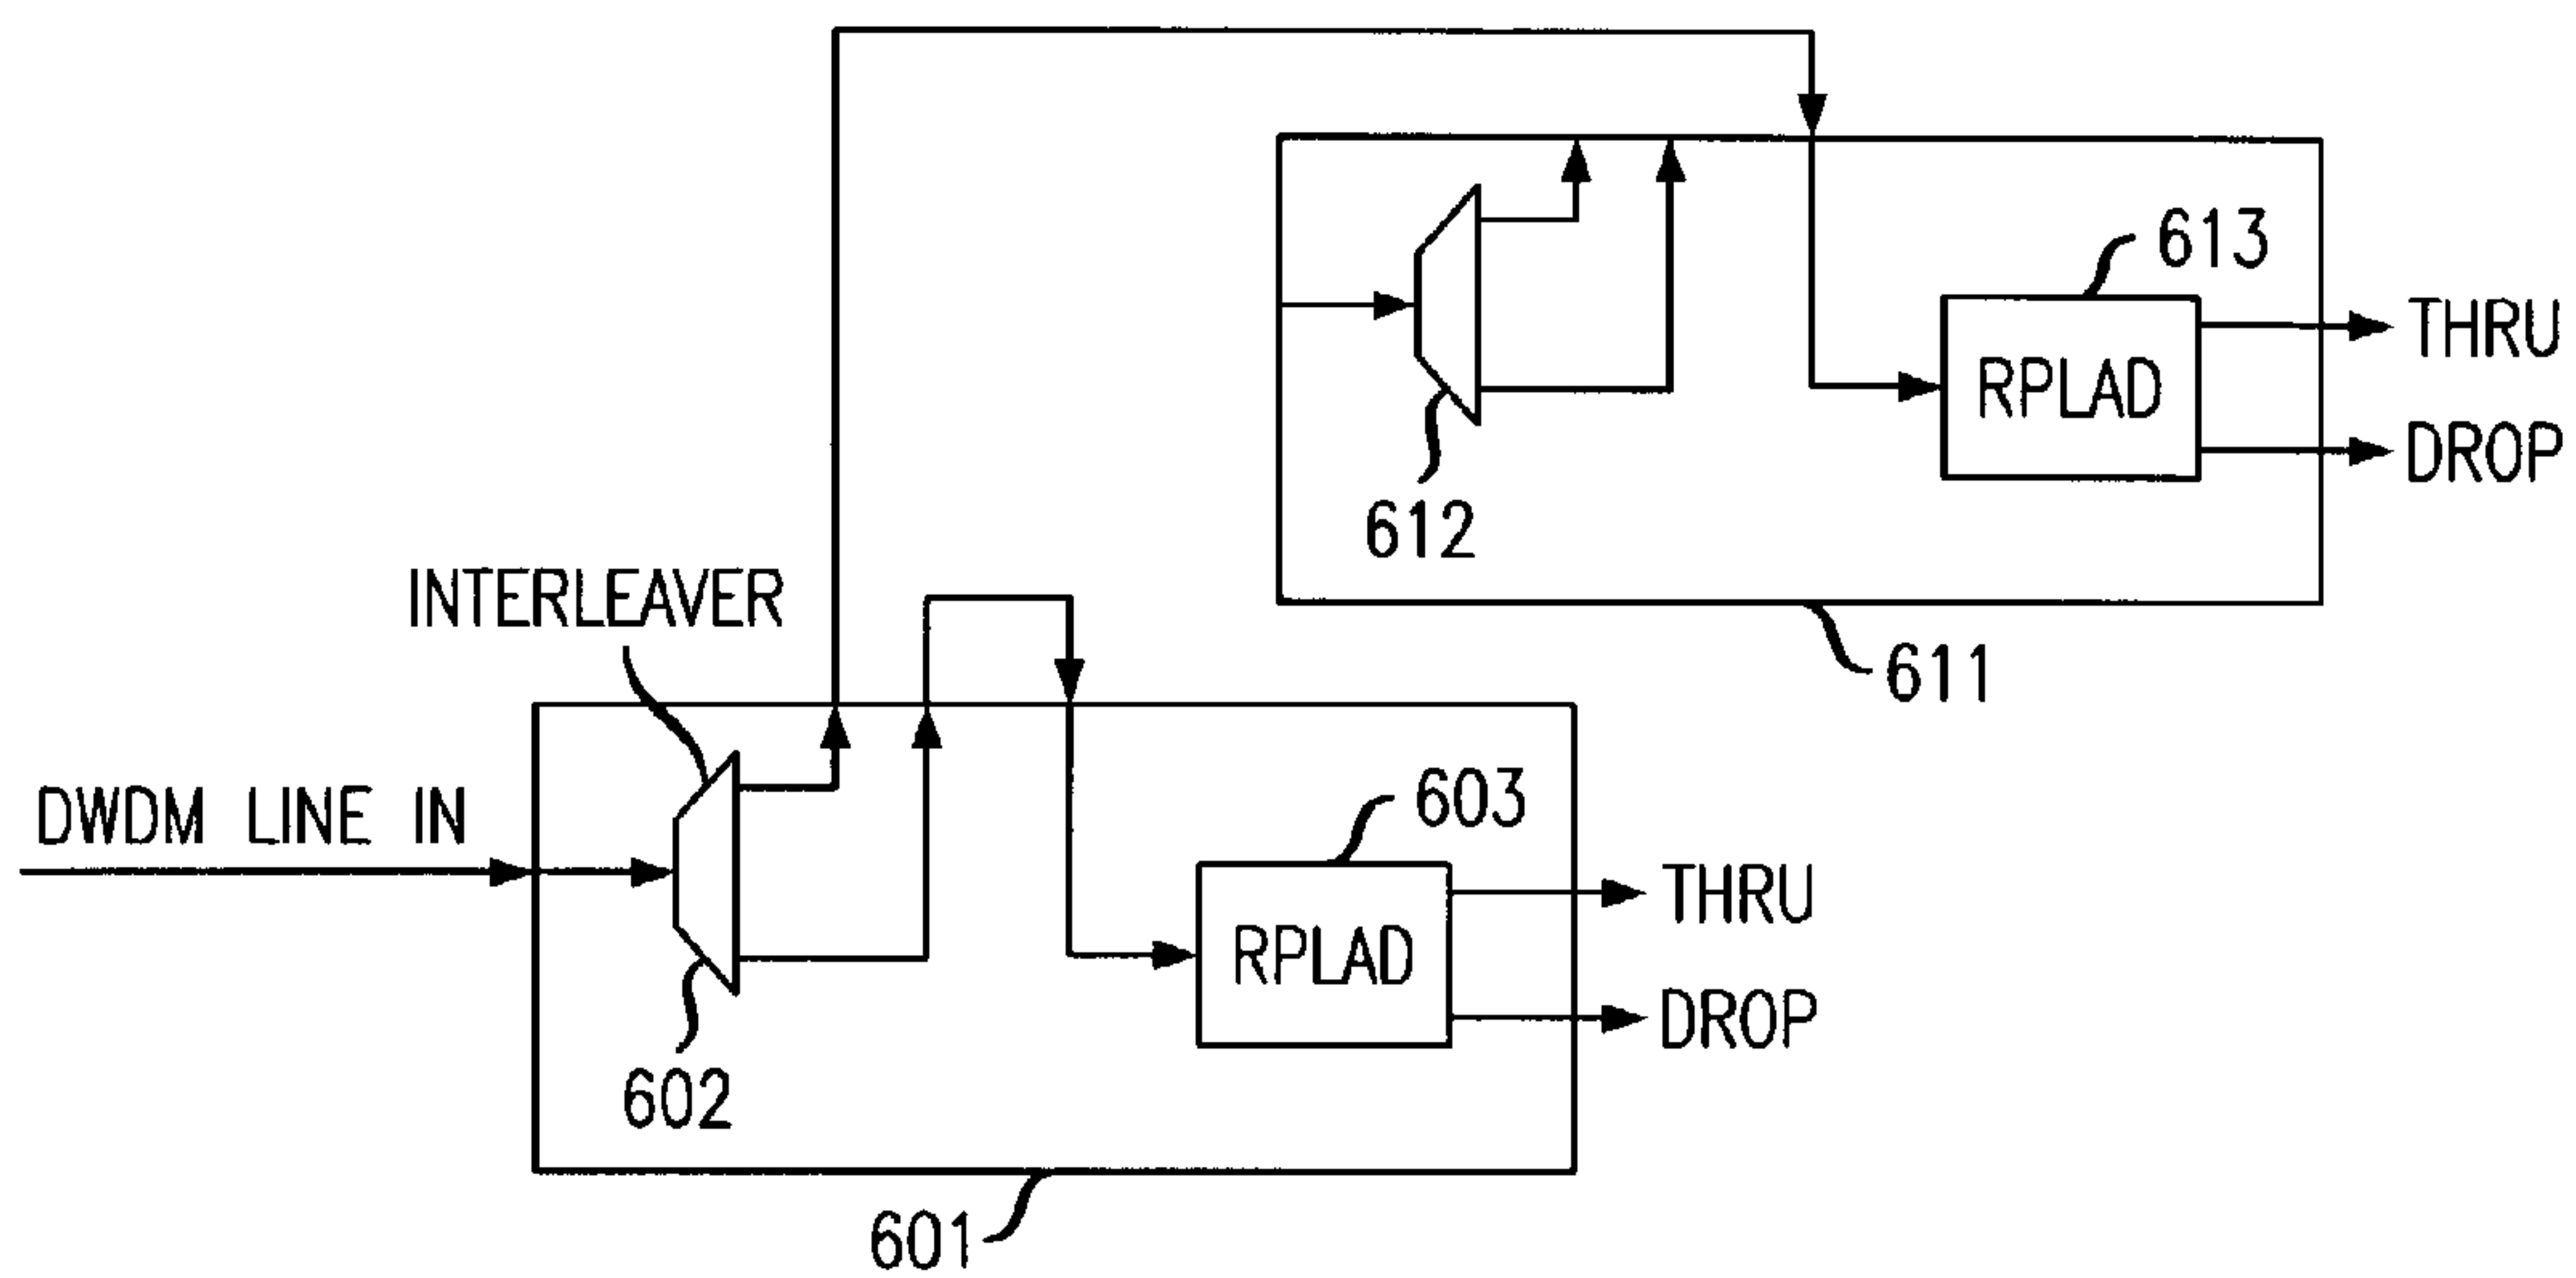 613
THRU
RPLAD
DROP
612
INTERLEAVER
611
DWDM LINE IN
603
THRU
RPLAD
DROP
602
601